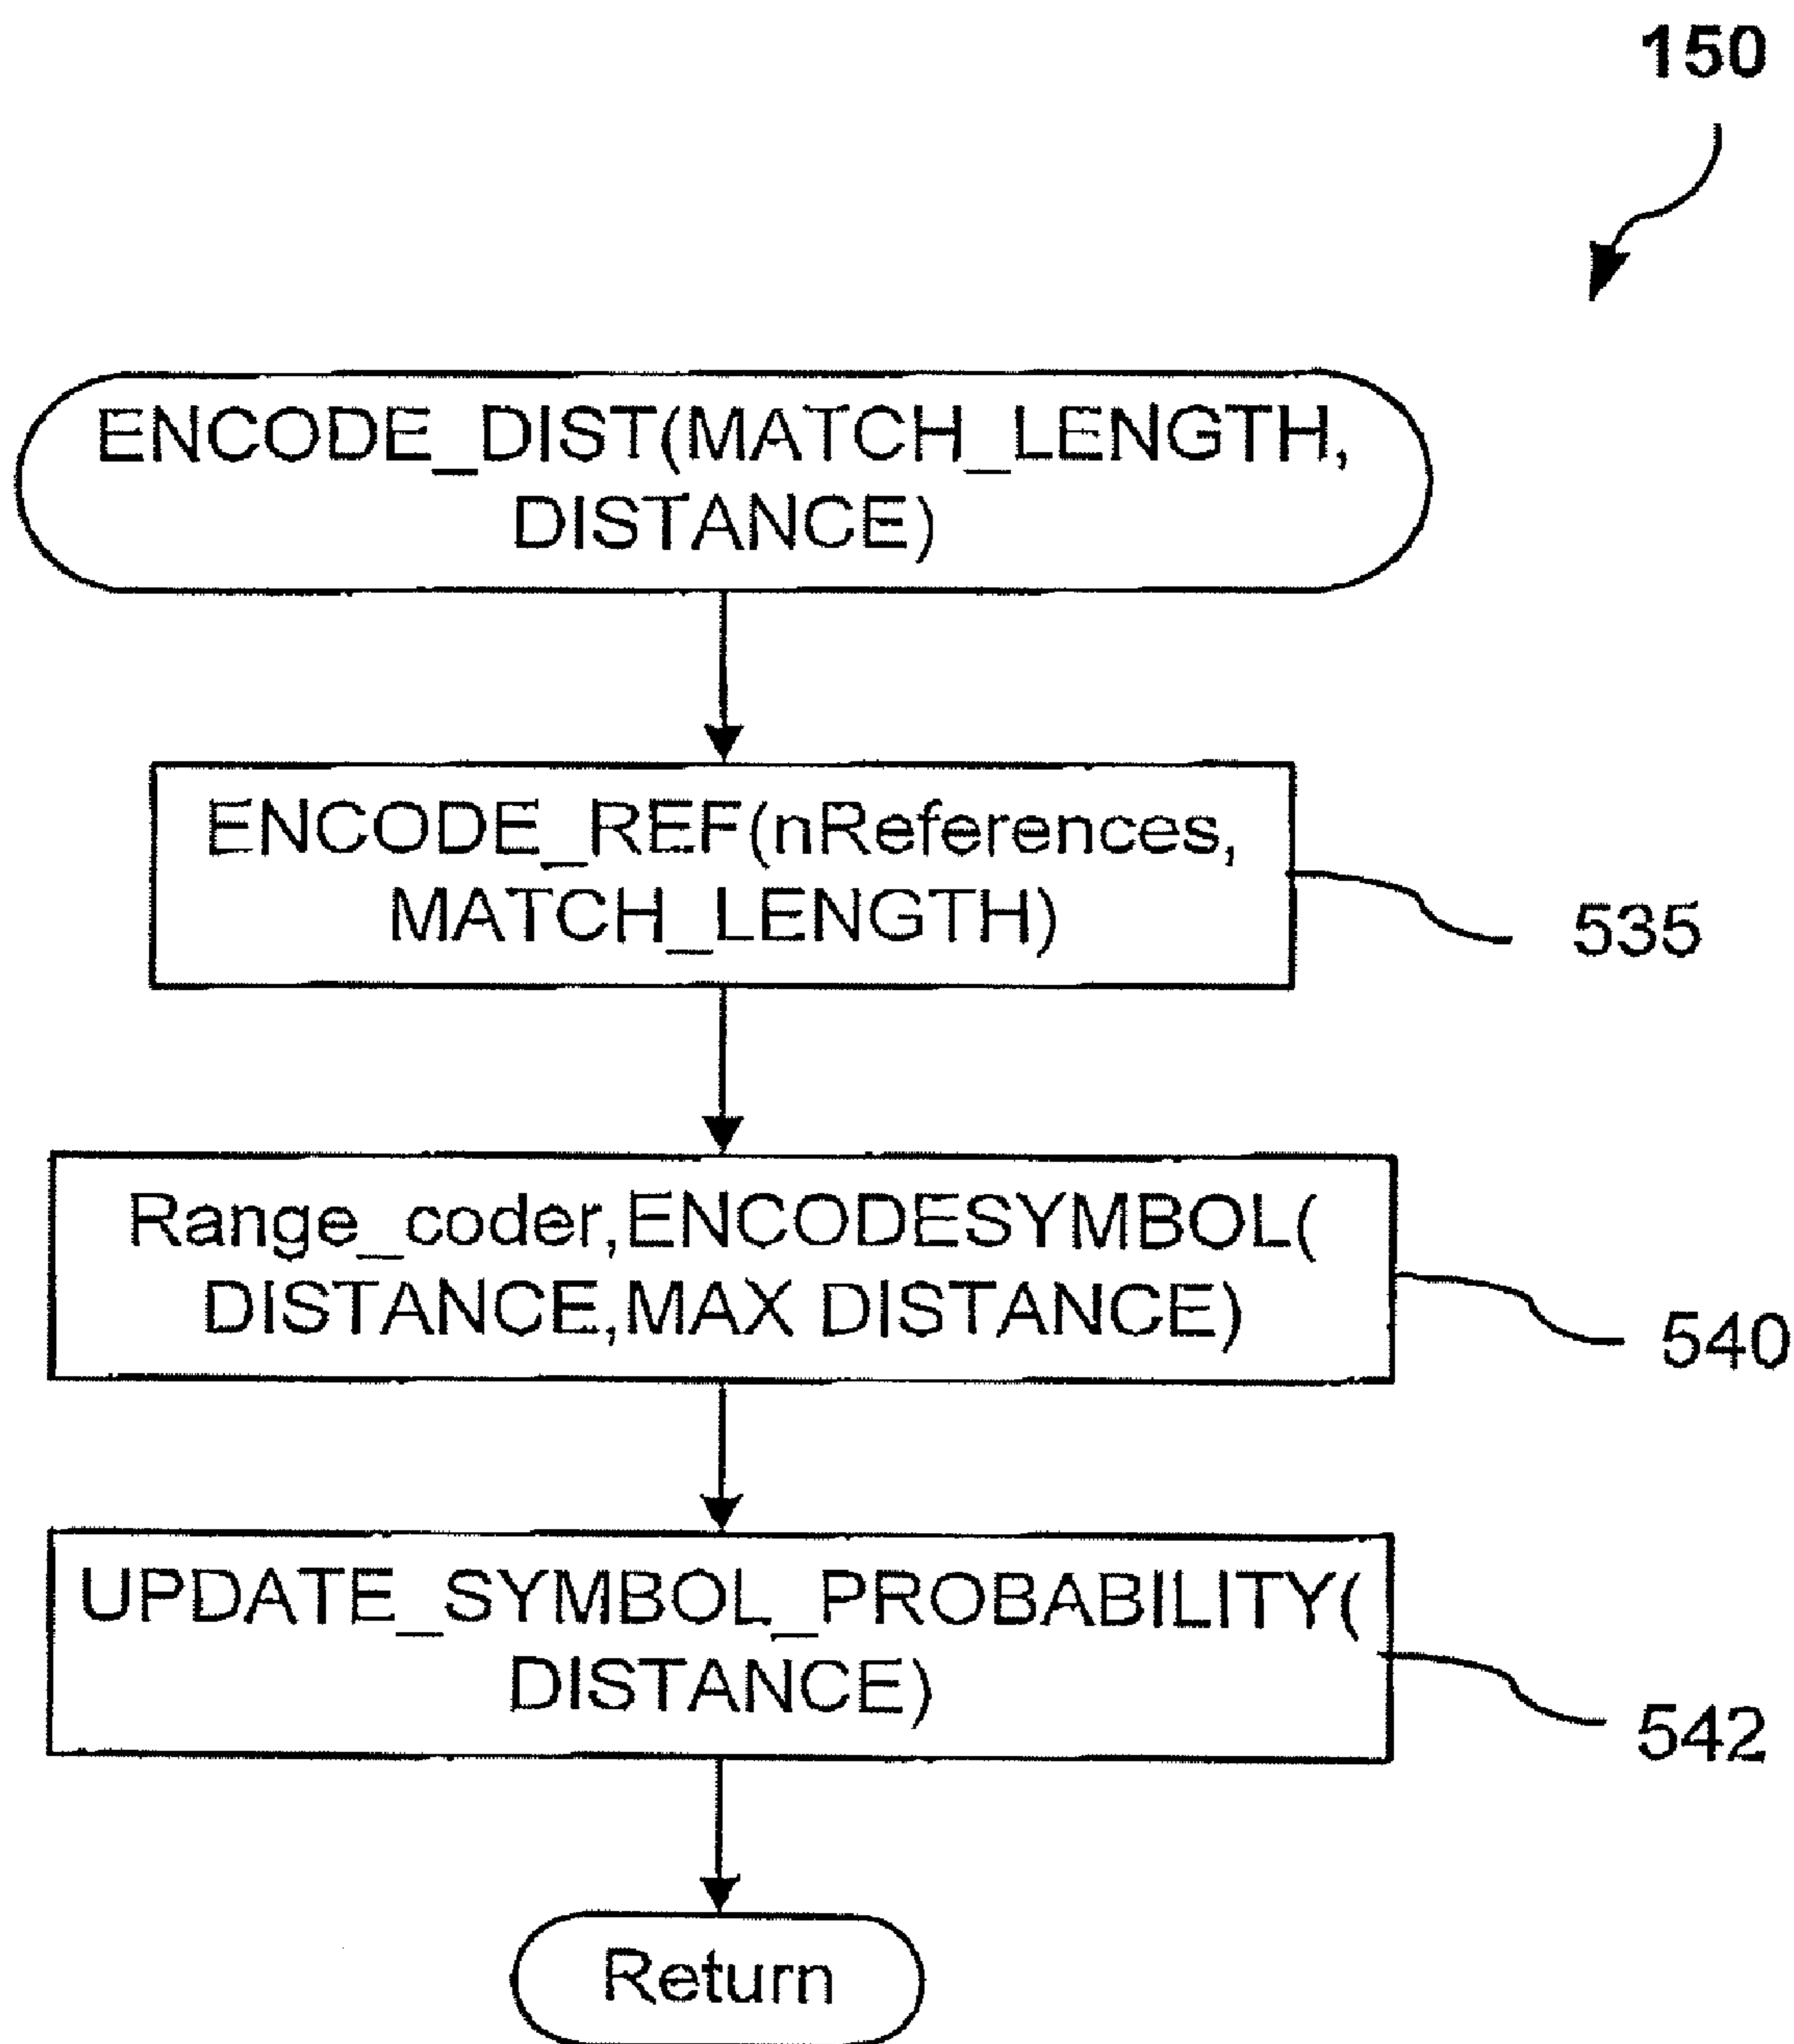 150
ENCODE_DIST(MATCH_LENGTH,
DISTANCE)
ENCODE_REF(nReferences,
MATCH_LENGTH)
535
Range_coder,ENCODESYMBOL(
DISTANCE,MAX DISTANCE)
540
UPDATE_SYMBOL_PROBABILITY(
DISTANCE)
542
Return